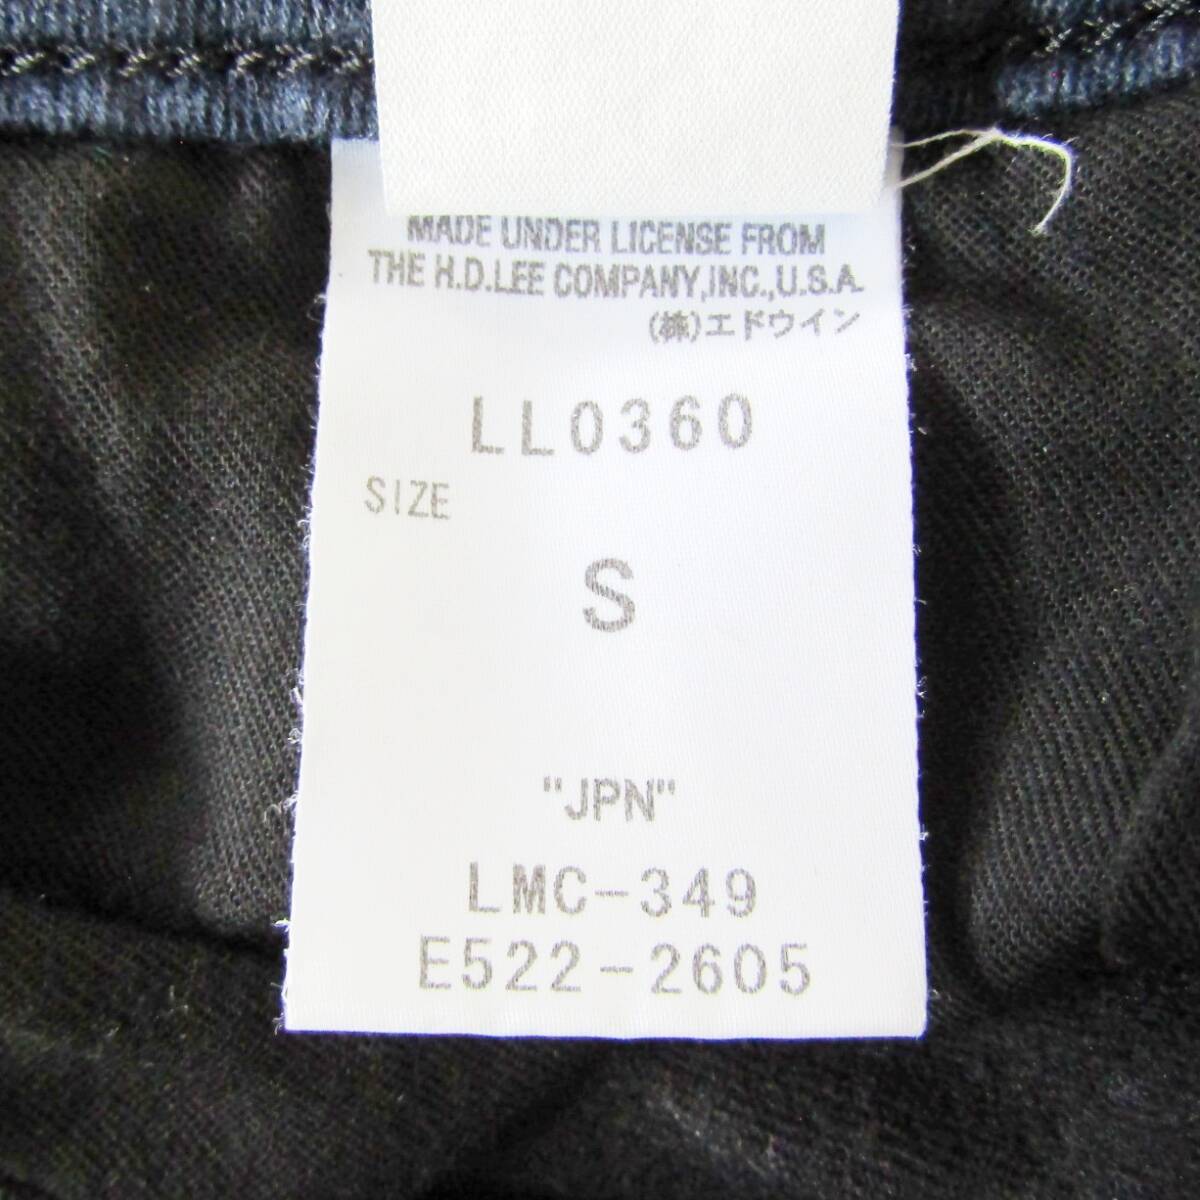 MADE UNDER LICENSE FROM
THE H.D.LEE COMPANY,INC.,U.S.A.
(株)エドウイン
LL0360
SIZE
S
"JPN"
LMC-349
E522-2605